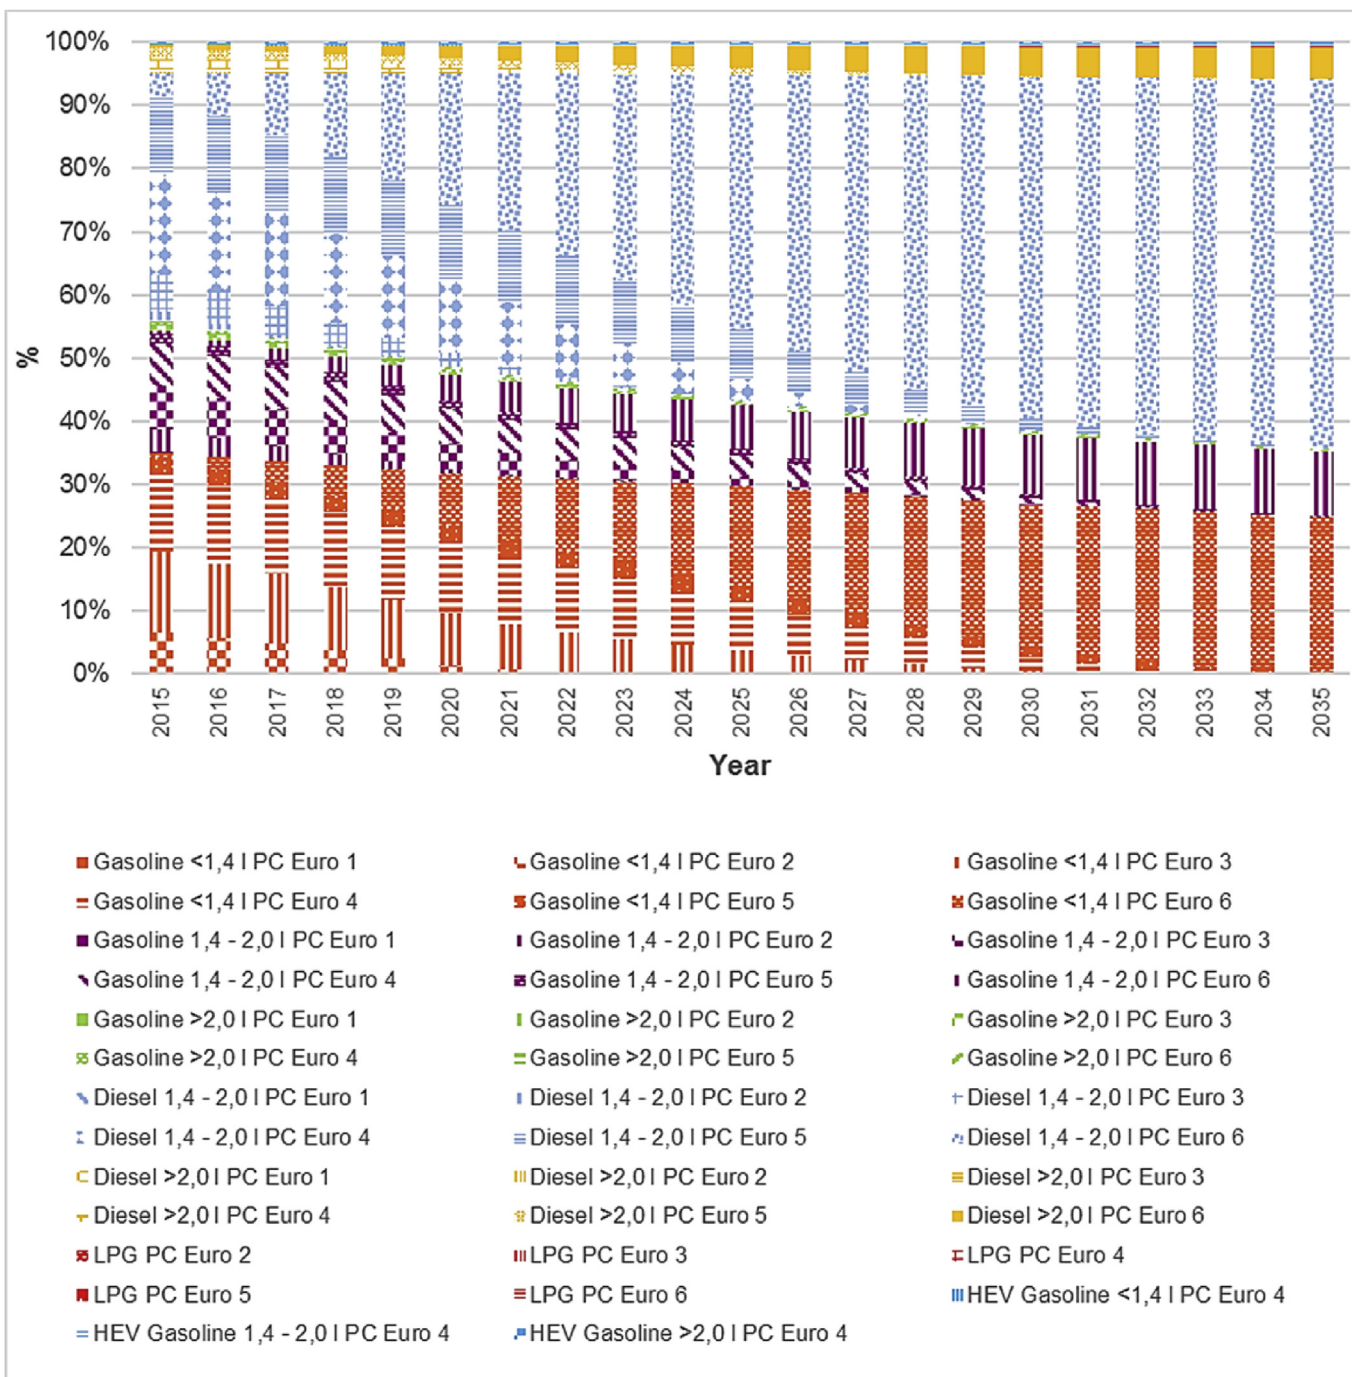 100%
90%
80%
70%
60%
50%
40%
30%
20%
10%
0%
%
2015 2016 2017 2018 2019 2020 2021 2022 2023 2024 2025 2026 2027 2028 2029 2030 2031 2032 2033 2034 2035
Year
Gasoline <1,4 l PC Euro 1 Gasoline <1,4 l PC Euro 2 Gasoline <1,4 l PC Euro 3
Gasoline <1,4 l PC Euro 4 Gasoline <1,4 l PC Euro 5 Gasoline <1,4 l PC Euro 6
Gasoline 1,4 - 2,0 l PC Euro 1 Gasoline 1,4 - 2,0 l PC Euro 2 Gasoline 1,4 - 2,0 l PC Euro 3
Gasoline 1,4 - 2,0 l PC Euro 4 Gasoline 1,4 - 2,0 l PC Euro 5 Gasoline 1,4 - 2,0 l PC Euro 6
Gasoline >2,0 l PC Euro 1 Gasoline >2,0 l PC Euro 2 Gasoline >2,0 l PC Euro 3
Gasoline >2,0 l PC Euro 4 Gasoline >2,0 l PC Euro 5 Gasoline >2,0 l PC Euro 6
Diesel 1,4 - 2,0 l PC Euro 1 Diesel 1,4 - 2,0 l PC Euro 2 Diesel 1,4 - 2,0 l PC Euro 3
Diesel 1,4 - 2,0 l PC Euro 4 Diesel 1,4 - 2,0 l PC Euro 5 Diesel 1,4 - 2,0 l PC Euro 6
Diesel >2,0 l PC Euro 1 Diesel >2,0 l PC Euro 2 Diesel >2,0 l PC Euro 3
Diesel >2,0 l PC Euro 4 Diesel >2,0 l PC Euro 5 Diesel >2,0 l PC Euro 6
LPG PC Euro 2 LPG PC Euro 3 LPG PC Euro 4
LPG PC Euro 5 LPG PC Euro 6 HEV Gasoline <1,4 l PC Euro 4
HEV Gasoline 1,4 - 2,0 l PC Euro 4 HEV Gasoline >2,0 l PC Euro 4